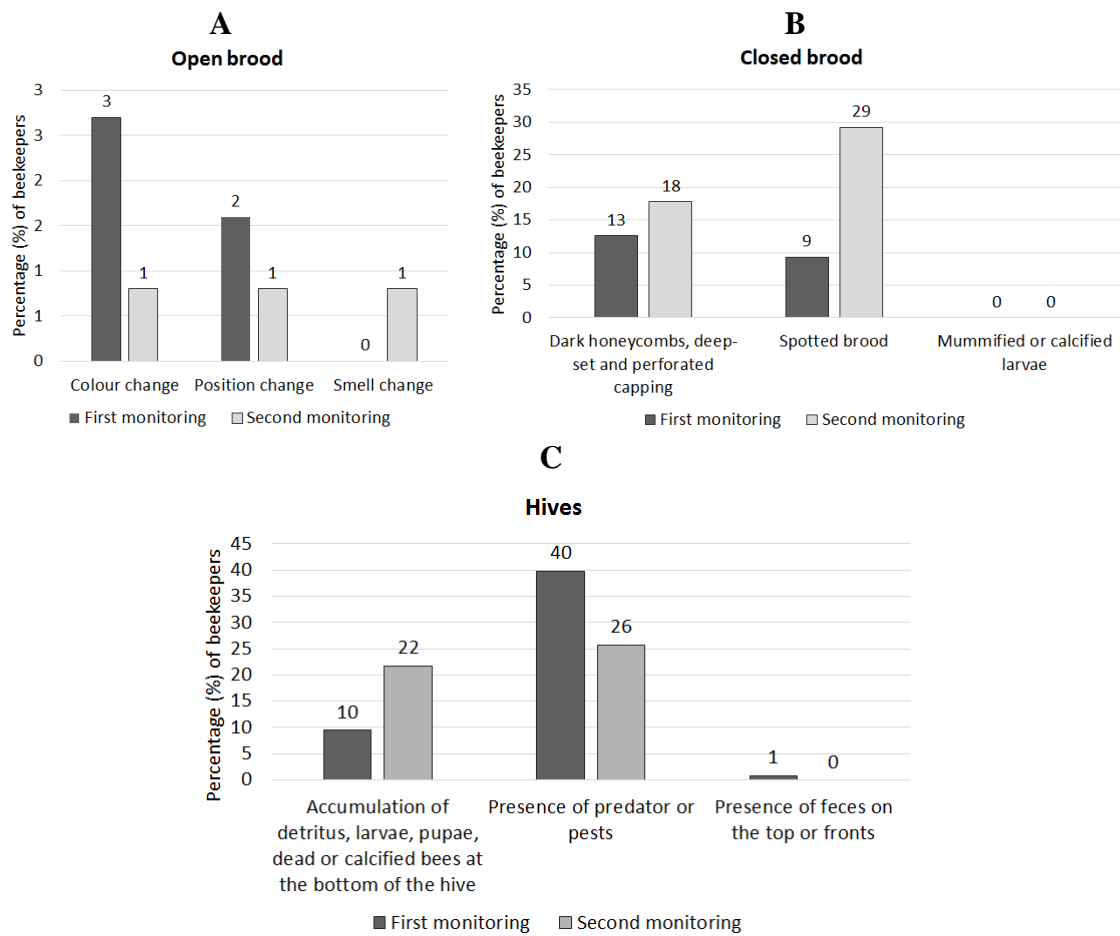 A
Open brood
Percentage (%) of beekeepers
3
3
2
2
1
1
0
3
1
2
1
0
1
Colour change
Position change
Smell change
First monitoring
Second monitoring
B
Closed brood
Percentage (%) of beekeepers
35
30
25
20
15
10
5
0
13
18
9
29
0
0
Dark honeycombs, deep-
set and perforated
capping
Spotted brood
Mummified or calcified
larvae
First monitoring
Second monitoring
C
Hives
Percentage (%) of beekeepers
45
40
35
30
25
20
15
10
5
0
10
22
40
26
1
0
Accumulation of
detritus, larvae, pupae,
dead or calcified bees at
the bottom of the hive
Presence of predator or
pests
Presence of feces on
the top or fronts
First monitoring
Second monitoring